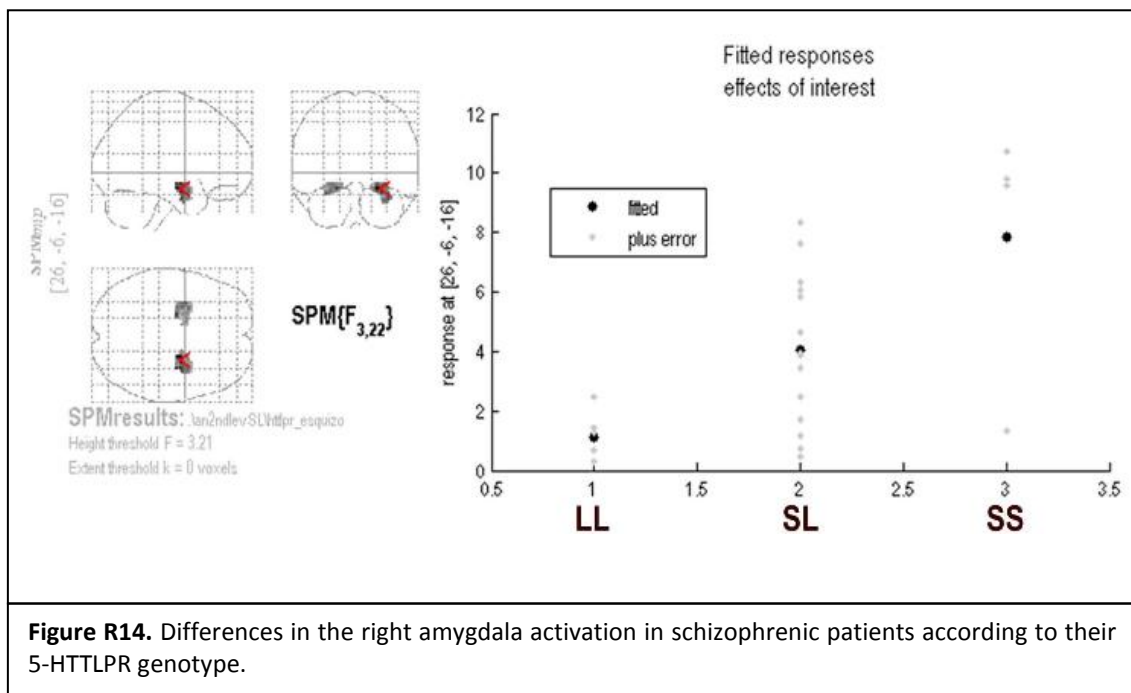 Fitted responses
effects of interest
SPMmip
[26, -6, -16]
SPM{F3,22}
SPMresults:
Height threshold F = 3.21
Extent threshold k = 0 voxels
response at [26, -6, -16]
12
10
8
6
4
2
0
fitted
plus error
0.5 1 1.5 2 2.5 3 3.5
LL SL SS
Figure R14. Differences in the right amygdala activation in schizophrenic patients according to their
5-HTTLPR genotype.